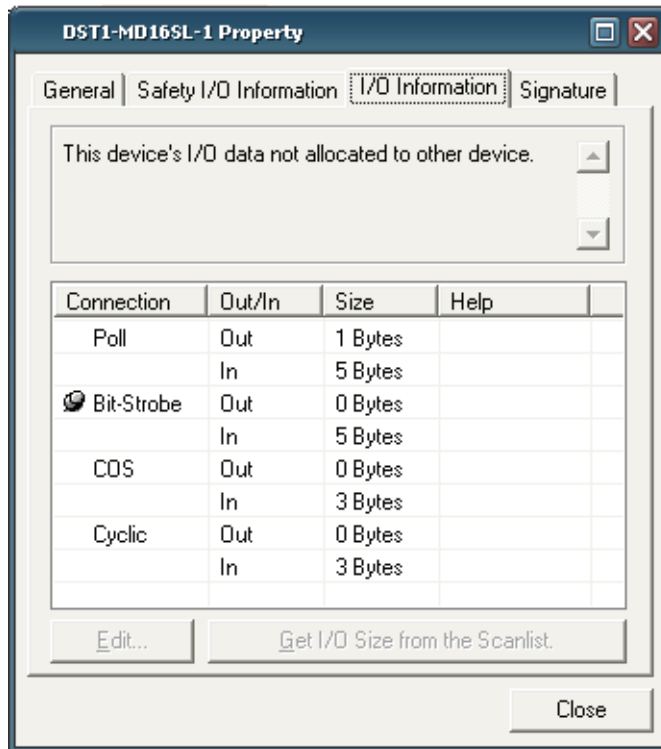 DST1-MD16SL-1 Property
General Safety I/O Information I/O Information Signature
This device's I/O data not allocated to other device.
Connection Out/In Size Help
Poll Out 1 Bytes
In 5 Bytes
Bit-Strobe Out 0 Bytes
In 5 Bytes
COS Out 0 Bytes
In 3 Bytes
Cyclic Out 0 Bytes
In 3 Bytes
Edit... Get I/O Size from the Scanlist.
Close